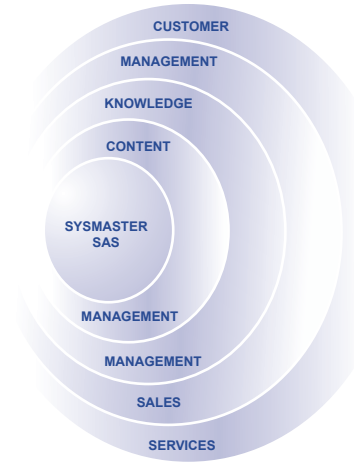 CUSTOMER
MANAGEMENT
KNOWLEDGE
CONTENT
SYSMASTER
SAS
MANAGEMENT
MANAGEMENT
SALES
SERVICES